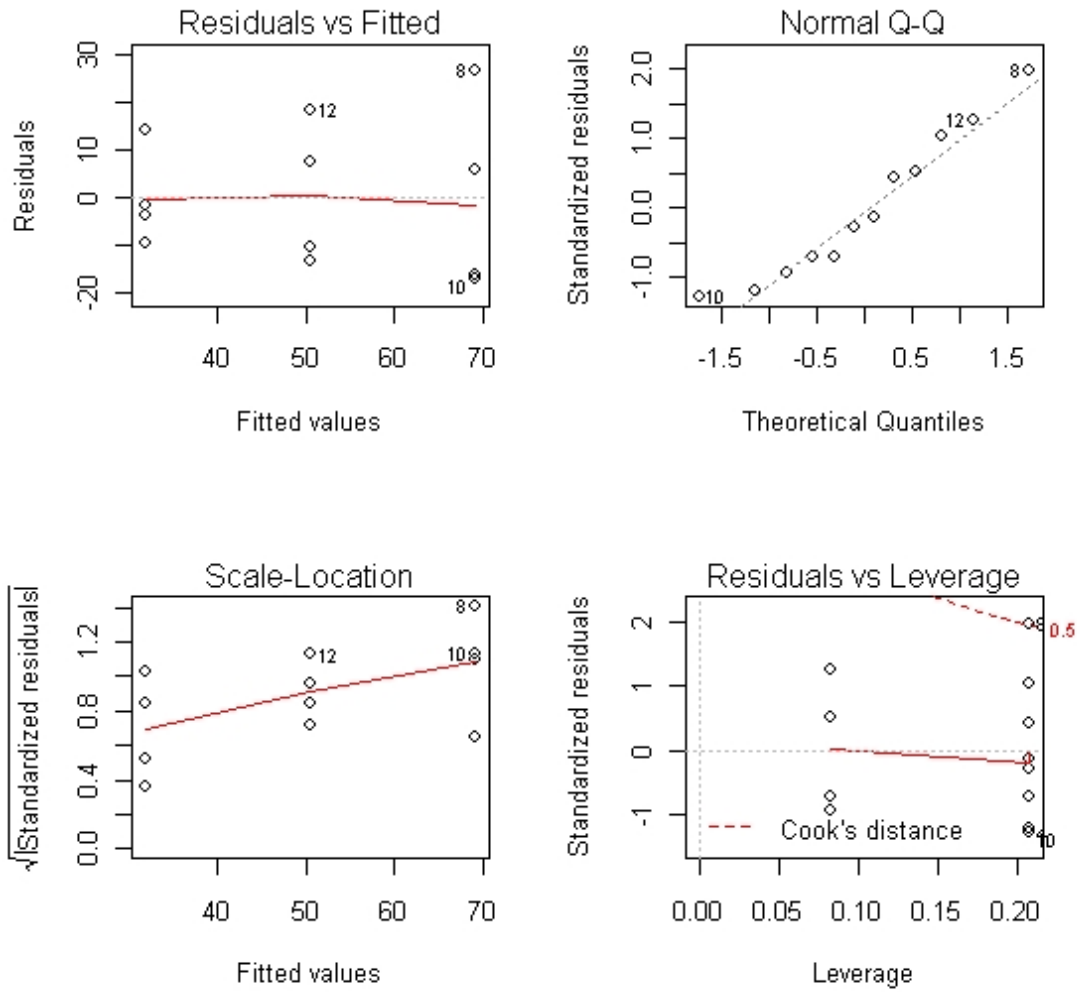 Residuals vs Fitted
Residuals
30
10
0
-20
8
12
10
40 50 60 70
Fitted values
Normal Q-Q
Standardized residuals
2.0
1.0
0.0
-1.0
8
12
10
-1.5 -0.5 0.5 1.5
Theoretical Quantiles
Scale-Location
√|Standardized residuals|
1.2
0.8
0.4
0.0
8
12
10
40 50 60 70
Fitted values
Residuals vs Leverage
Standardized residuals
2
1
0
-1
8
0.5
10
Cook's distance
0.00 0.05 0.10 0.15 0.20
Leverage